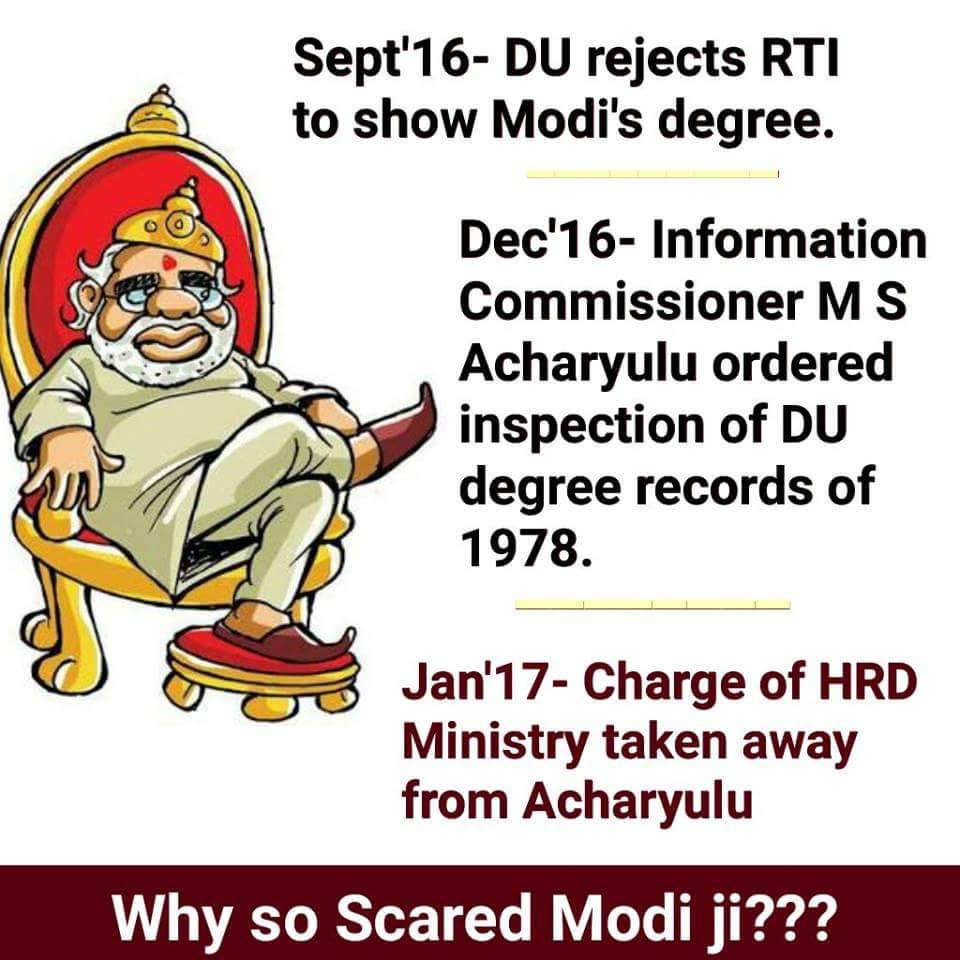 Sept'16- DU rejects RTI
to show Modi's degree.
Dec'16- Information
Commissioner M S
Acharyulu ordered
inspection of DU
degree records of
1978.
Jan'17- Charge of HRD
Ministry taken away
from Acharyulu
Why so Scared Modi ji???